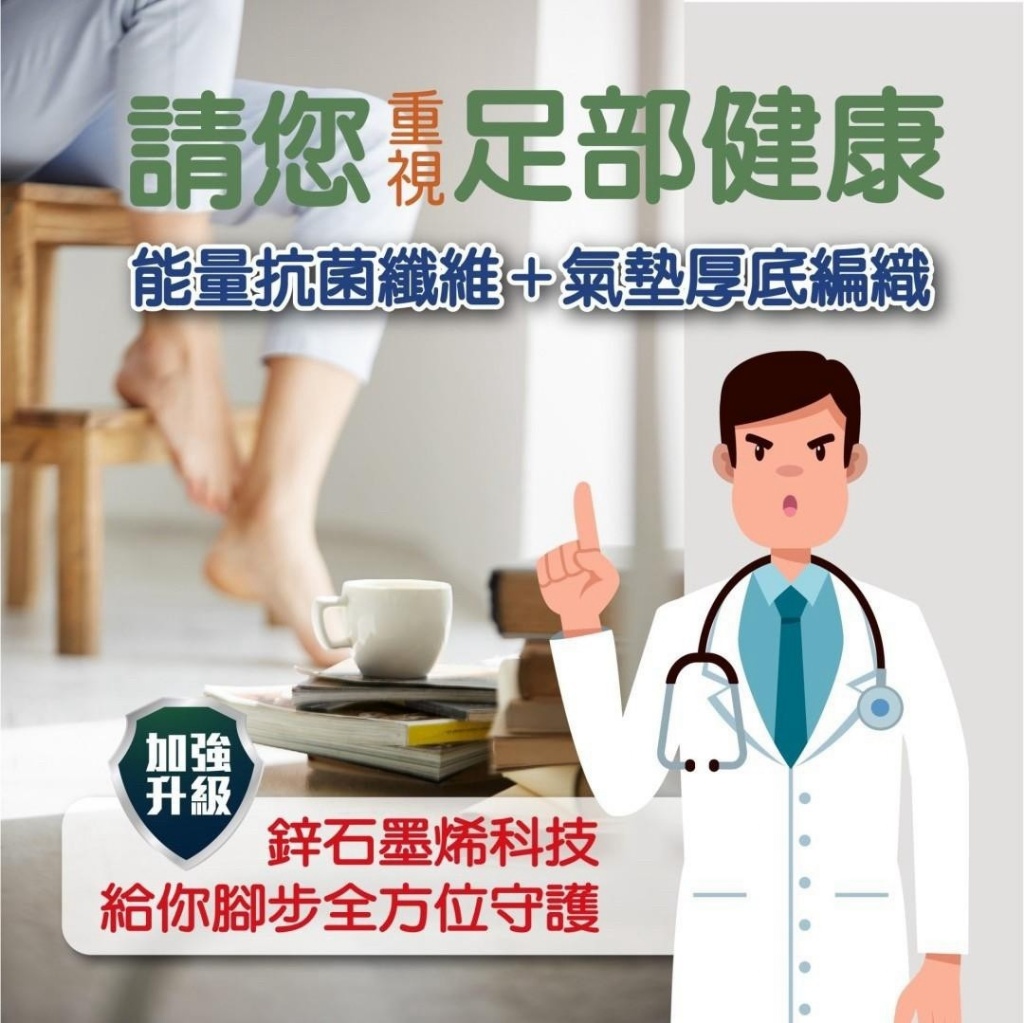 請您重視足部健康
能量抗菌纖維+氣墊厚底編織
加強
升級
鋅石墨烯科技
給你腳步全方位守護